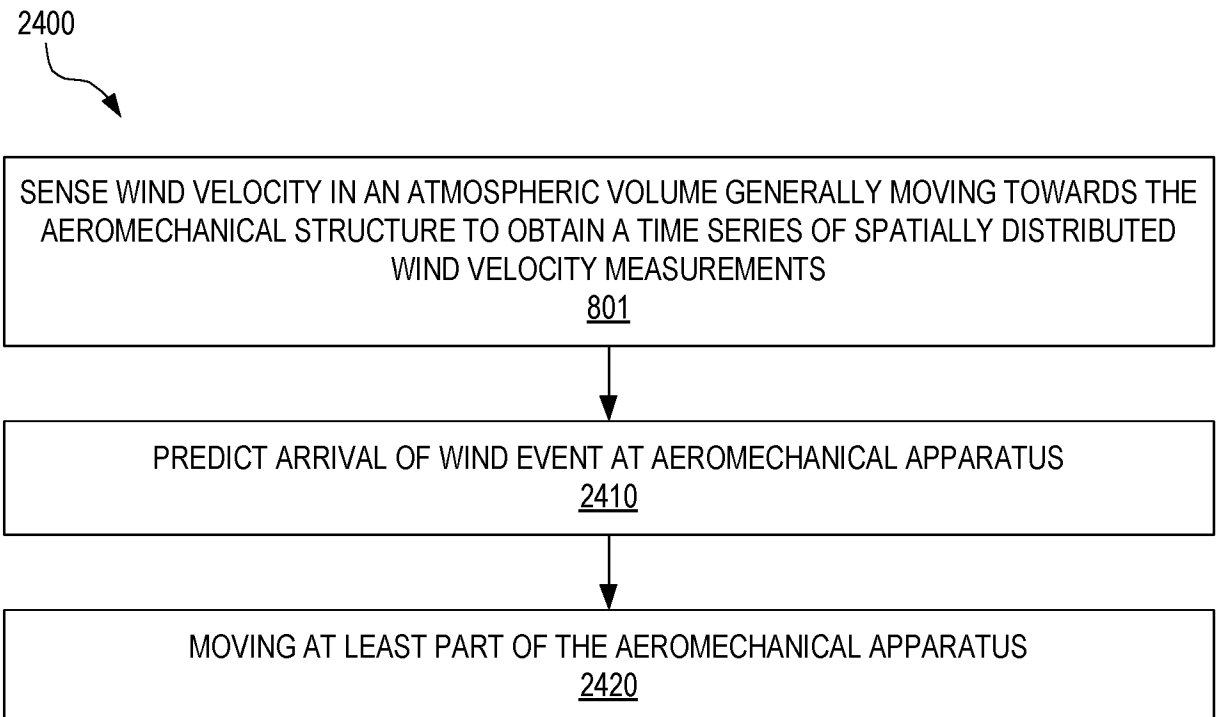 2400
SENSE WIND VELOCITY IN AN ATMOSPHERIC VOLUME GENERALLY MOVING TOWARDS THE
AEROMECHANICAL STRUCTURE TO OBTAIN A TIME SERIES OF SPATIALLY DISTRIBUTED
WIND VELOCITY MEASUREMENTS
801
PREDICT ARRIVAL OF WIND EVENT AT AEROMECHANICAL APPARATUS
2410
MOVING AT LEAST PART OF THE AEROMECHANICAL APPARATUS
2420